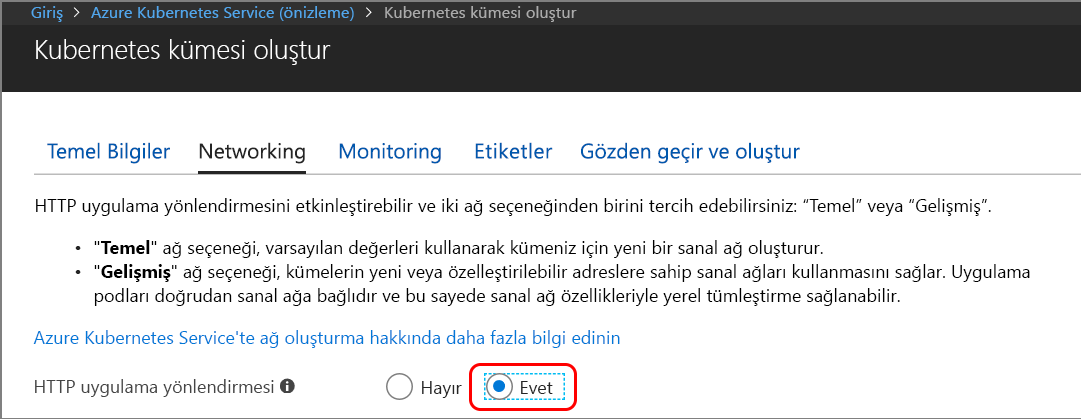 Giriş > Azure Kubernetes Service (önizleme) > Kubernetes kümesi oluştur
Kubernetes kümesi oluştur
Temel Bilgiler Networking Monitoring Etiketler Gözden geçir ve oluştur
HTTP uygulama yönlendirmesini etkinleştirebilir ve iki ağ seçeneğinden birini tercih edebilirsiniz: “Temel” veya “Gelişmiş”.
• "Temel" ağ seçeneği, varsayılan değerleri kullanarak kümeniz için yeni bir sanal ağ oluşturur.
• "Gelişmiş" ağ seçeneği, kümelerin yeni veya özelleştirilebilir adreslere sahip sanal ağları kullanmasını sağlar. Uygulama
podları doğrudan sanal ağa bağlıdır ve bu sayede sanal ağ özellikleriyle yerel tümleştirme sağlanabilir.
Azure Kubernetes Service'te ağ oluşturma hakkında daha fazla bilgi edinin
HTTP uygulama yönlendirmesi Hayır Evet